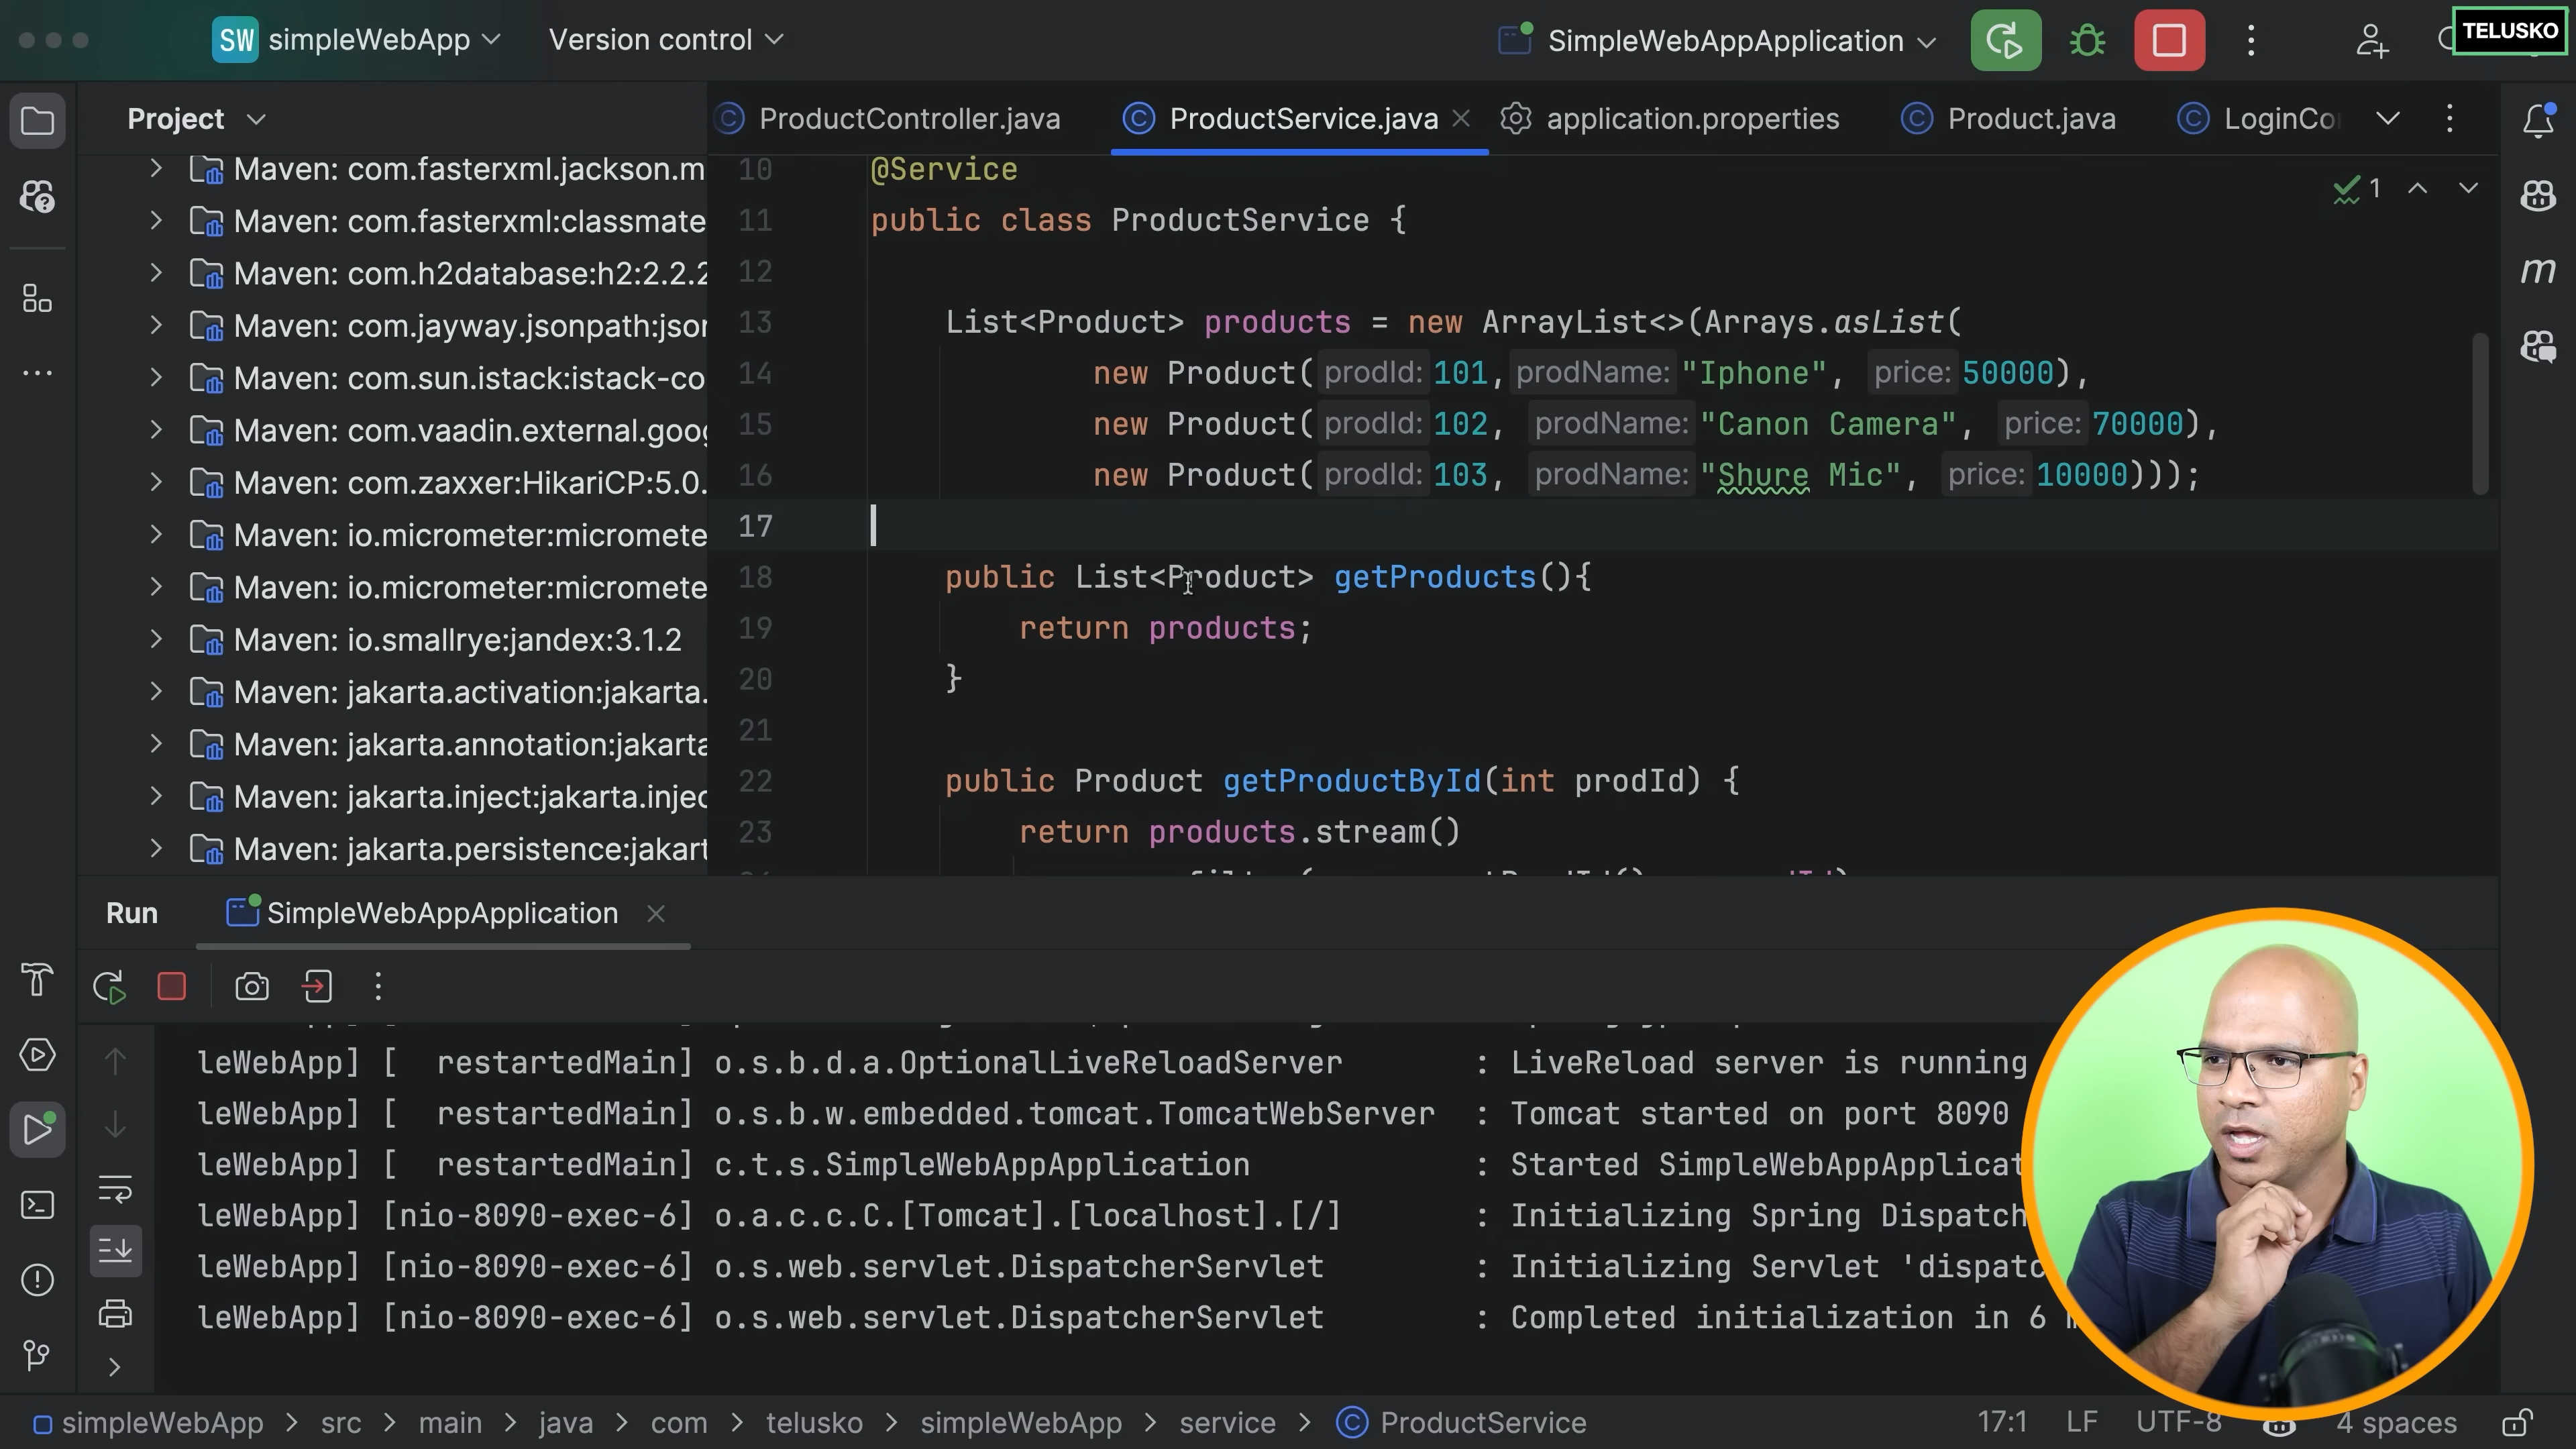 SW simpleWebApp Version control SimpleWebAppApplication TELUSKO
Project
Maven: com.fasterxml.jackson.m
Maven: com.fasterxml:classmate
Maven: com.h2database:h2:2.2.2
Maven: com.jayway.jsonpath:jsor
Maven: com.sun.istack:istack-co
Maven: com.vaadin.external.goog
Maven: com.zaxxer:HikariCP:5.0.
Maven: io.micrometer:micromete
Maven: io.micrometer:micromete
Maven: io.smallrye:jandex:3.1.2
Maven: jakarta.activation:jakarta.
Maven: jakarta.annotation:jakarta
Maven: jakarta.inject:jakarta.injec
Maven: jakarta.persistence:jakart
ProductController.java ProductService.java application.properties Product.java LoginCo
1
10 @Service
11 public class ProductService {
12
13 List<Product> products = new ArrayList<>(Arrays.asList(
14 new Product( prodId: 101, prodName: "Iphone", price: 50000),
15 new Product( prodId: 102, prodName: "Canon Camera", price: 70000),
16 new Product( prodId: 103, prodName: "Shure Mic", price: 10000)));
17
18 public List<Product> getProducts(){
19 return products;
20 }
21
22 public Product getProductById(int prodId) {
23 return products.stream()
Run SimpleWebAppApplication
leWebApp] [ restartedMain] o.s.b.d.a.OptionalLiveReloadServer : LiveReload server is running
leWebApp] [ restartedMain] o.s.b.w.embedded.tomcat.TomcatWebServer : Tomcat started on port 8090
leWebApp] [ restartedMain] c.t.s.SimpleWebAppApplication : Started SimpleWebAppApplicat
leWebApp] [nio-8090-exec-6] o.a.c.c.C.[Tomcat].[localhost].[/] : Initializing Spring Dispatch
leWebApp] [nio-8090-exec-6] o.s.web.servlet.DispatcherServlet : Initializing Servlet 'dispatc
leWebApp] [nio-8090-exec-6] o.s.web.servlet.DispatcherServlet : Completed initialization in 6
simpleWebApp > src > main > java > com > telusko > simpleWebApp > service > ProductService 17:1 LF UTF-8 4 spaces